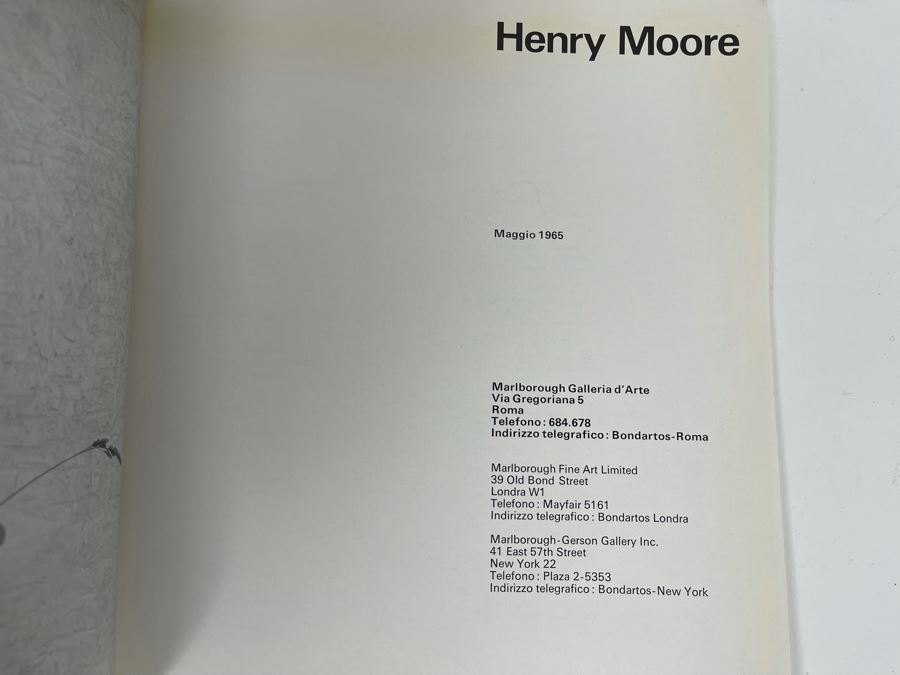 Henry Moore
Maggio 1965
Marlborough Galleria d'Arte
Via Gregoriana 5
Roma
Telefono: 684.678
Indirizzo telegrafico: Bondartos-Roma
Marlborough Fine Art Limited
39 Old Bond Street
Londra W1
Telefono: Mayfair 5161
Indirizzo telegrafico: Bondartos Londra
Marlborough-Gerson Gallery Inc.
41 East 57th Street
New York 22
Telefono: Plaza 2-5353
Indirizzo telegrafico: Bondartos-New York